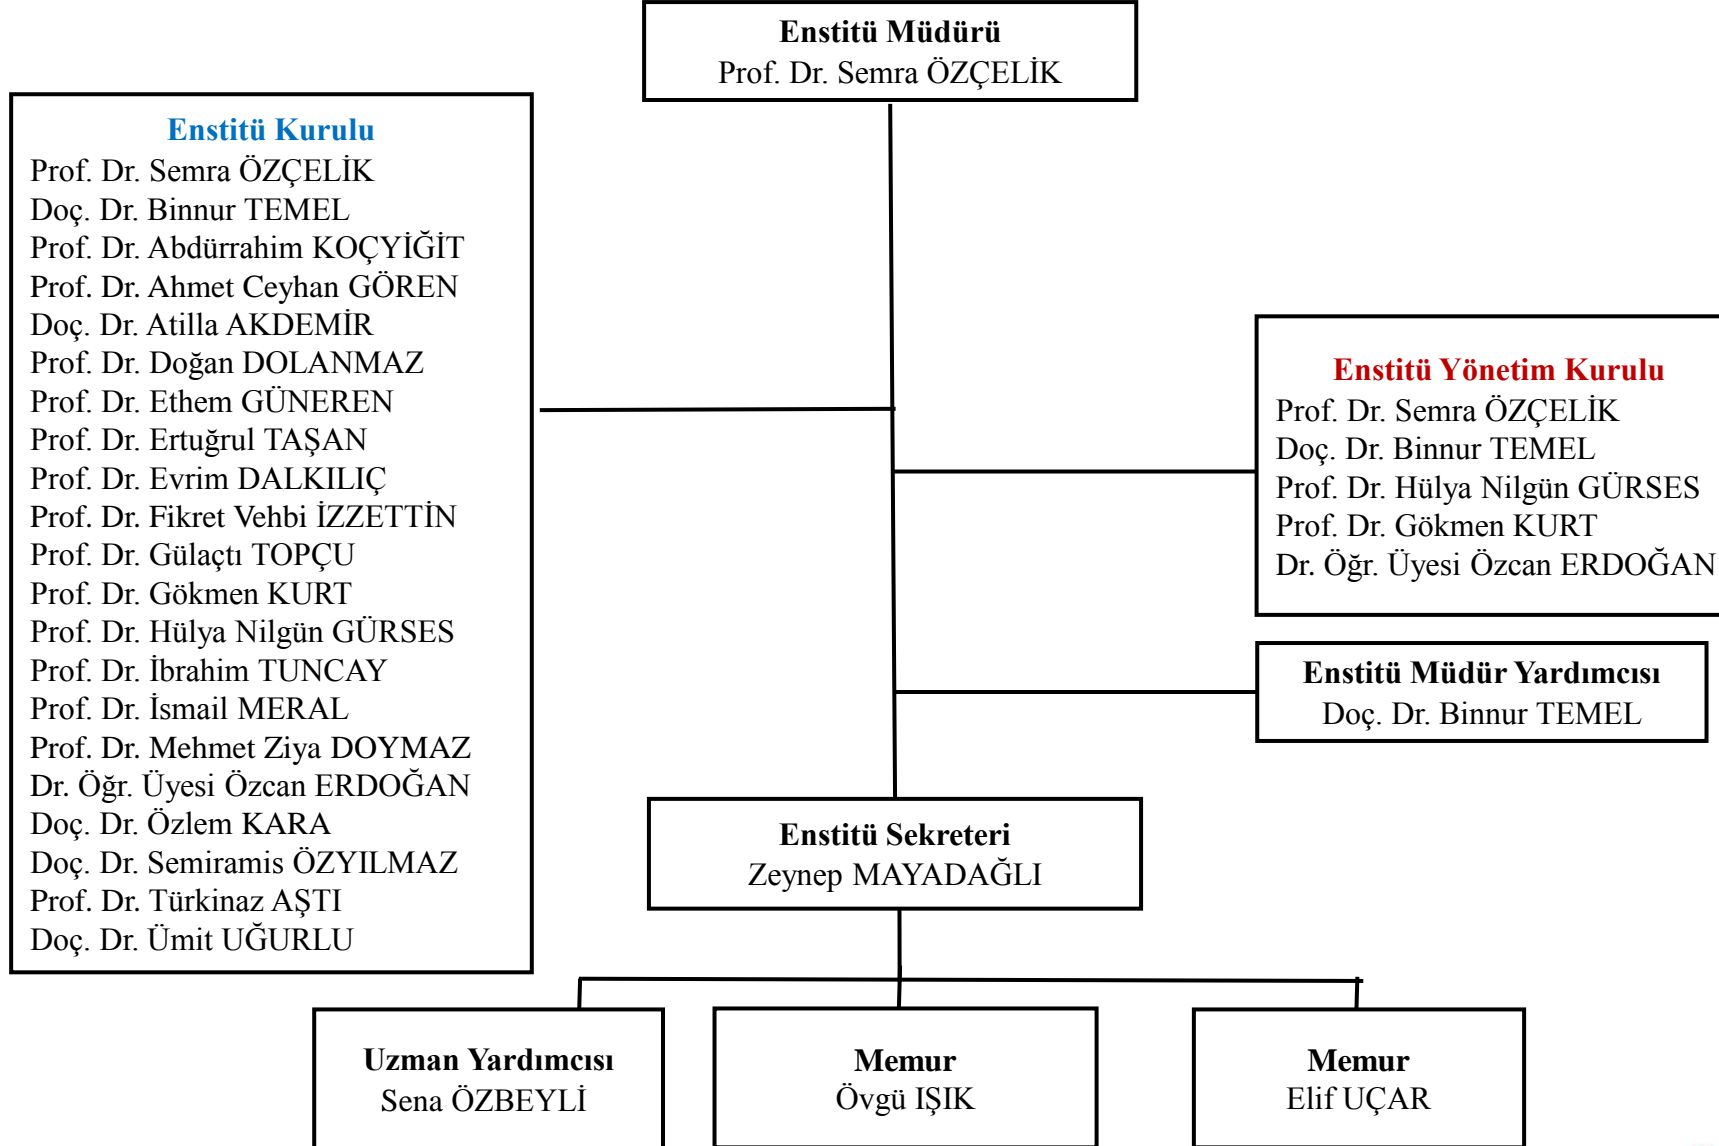 Enstitü Müdürü
Prof. Dr. Semra ÖZÇELİK
Enstitü Kurulu
Prof. Dr. Semra ÖZÇELİK
Doç. Dr. Binnur TEMEL
Prof. Dr. Abdürrahim KOÇYİĞİT
Prof. Dr. Ahmet Ceyhan GÖREN
Doç. Dr. Atilla AKDEMİR
Prof. Dr. Doğan DOLANMAZ
Prof. Dr. Ethem GÜNEREN
Prof. Dr. Ertuğrul TAŞAN
Prof. Dr. Evrim DALKILIÇ
Prof. Dr. Fikret Vehbi İZZETTİN
Prof. Dr. Gülaçtı TOPÇU
Prof. Dr. Gökmen KURT
Prof. Dr. Hülya Nilgün GÜRSES
Prof. Dr. İbrahim TUNCAY
Prof. Dr. İsmail MERAL
Prof. Dr. Mehmet Ziya DOYMAZ
Dr. Öğr. Üyesi Özcan ERDOĞAN
Doç. Dr. Özlem KARA
Doç. Dr. Semiramis ÖZYILMAZ
Prof. Dr. Türkinaz AŞTI
Doç. Dr. Ümit UĞURLU
Enstitü Yönetim Kurulu
Prof. Dr. Semra ÖZÇELİK
Doç. Dr. Binnur TEMEL
Prof. Dr. Hülya Nilgün GÜRSES
Prof. Dr. Gökmen KURT
Dr. Öğr. Üyesi Özcan ERDOĞAN
Enstitü Müdür Yardımcısı
Doç. Dr. Binnur TEMEL
Enstitü Sekreteri
Zeynep MAYADAĞLI
Uzman Yardımcısı
Sena ÖZBEYLİ
Memur
Övgü IŞIK
Memur
Elif UÇAR